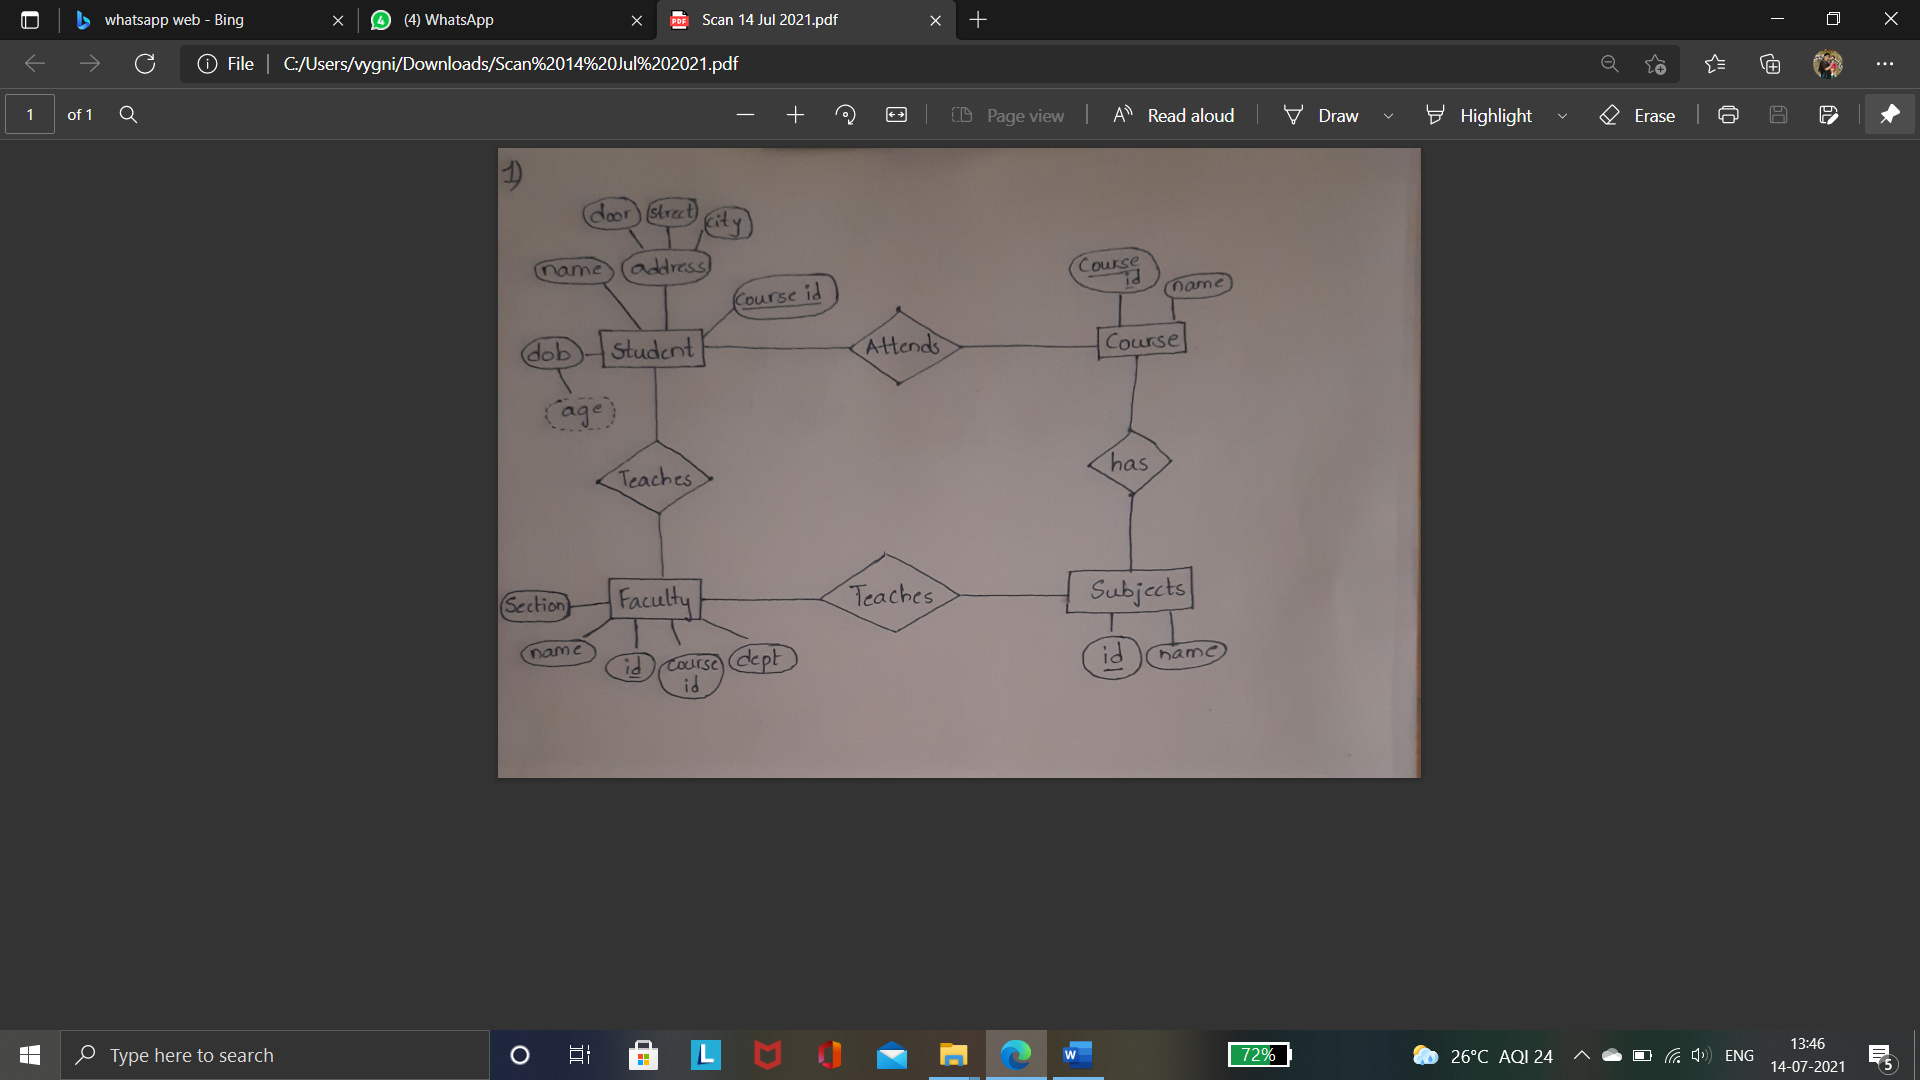 whatsapp web - Bing
(4) WhatsApp
Scan 14 Jul 2021.pdf
File
C:/Users/vygni/Downloads/Scan%2014%20Jul%202021.pdf
1
of 1
Page view
Read aloud
Draw
Highlight
Erase
1)
door street city
name address
Course id
Course
id
name
dob
Student
Attends
Course
age
Teaches
has
Section
Faculty
Teaches
Subjects
name
id
Course
id
dept
id
name
Type here to search
72%
26°C AQI 24
ENG
13:46
14-07-2021
5